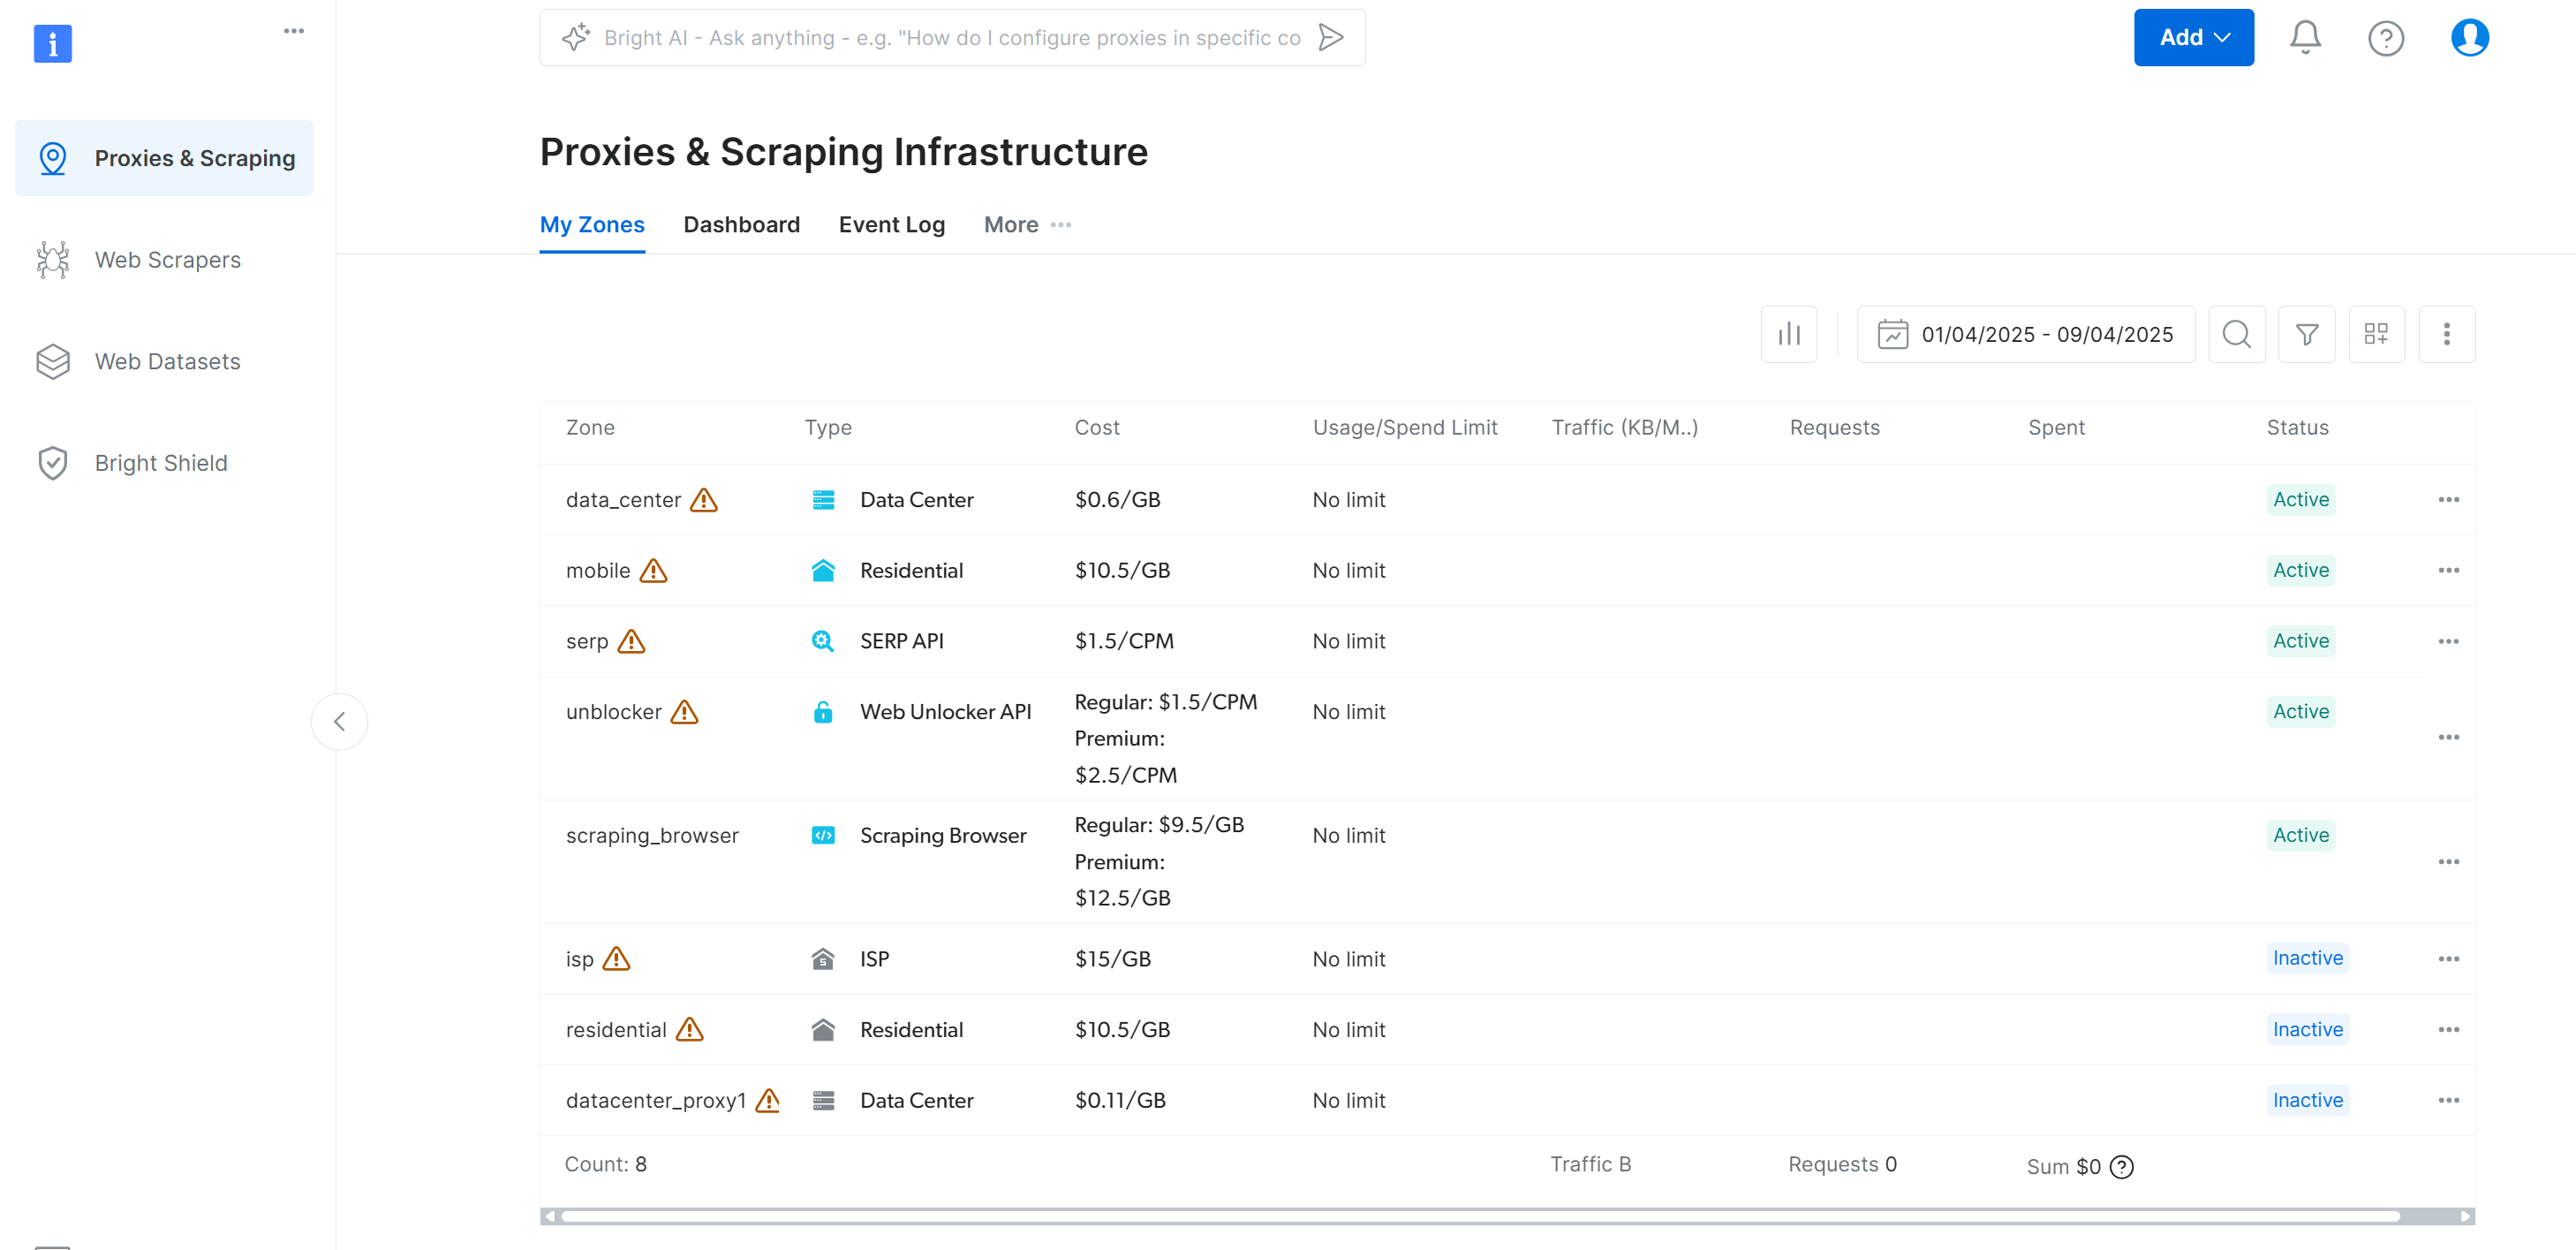 i
Bright AI - Ask anything - e.g. "How do I configure proxies in specific co
Add
Proxies & Scraping
Web Scrapers
Web Datasets
Bright Shield
Proxies & Scraping Infrastructure
My Zones Dashboard Event Log More
01/04/2025 - 09/04/2025
Zone Type Cost Usage/Spend Limit Traffic (KB/M..) Requests Spent Status
data_center Data Center $0.6/GB No limit Active
mobile Residential $10.5/GB No limit Active
serp SERP API $1.5/CPM No limit Active
unblocker Web Unlocker API Regular: $1.5/CPM No limit Active
Premium:
$2.5/CPM
scraping_browser Scraping Browser Regular: $9.5/GB No limit Active
Premium:
$12.5/GB
isp ISP $15/GB No limit Inactive
residential Residential $10.5/GB No limit Inactive
datacenter_proxy1 Data Center $0.11/GB No limit Inactive
Count: 8 Traffic B Requests 0 Sum $0